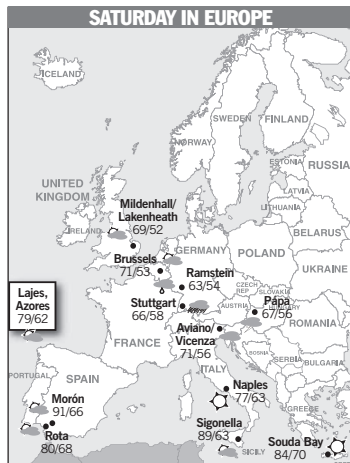 SATURDAY IN EUROPE
ICELAND
SWEDEN
FINLAND
NORWAY
ESTONIA
RUSSIA
LATVIA
LITHUANIA
UNITED
KINGDOM
Mildenhall/
Lakenheath
69/52
IRELAND
BELARUS
Brussels
71/53
GERMANY
POLAND
UKRAINE
Ramstein
63/54
Lajes,
Azores
79/62
Stuttgart
66/58
CZECH
REP
SLOVAKIA
AUSTRIA
HUNGARY
Pápa
67/56
FRANCE
Aviano/
Vicenza
71/56
ROMANIA
BOSNIA
SERBIA
BULGARIA
ITALY
PORTUGAL
SPAIN
Morón
91/66
Naples
77/63
GREECE
Sigonella
89/63
Rota
80/68
SICILY
Souda Bay
84/70